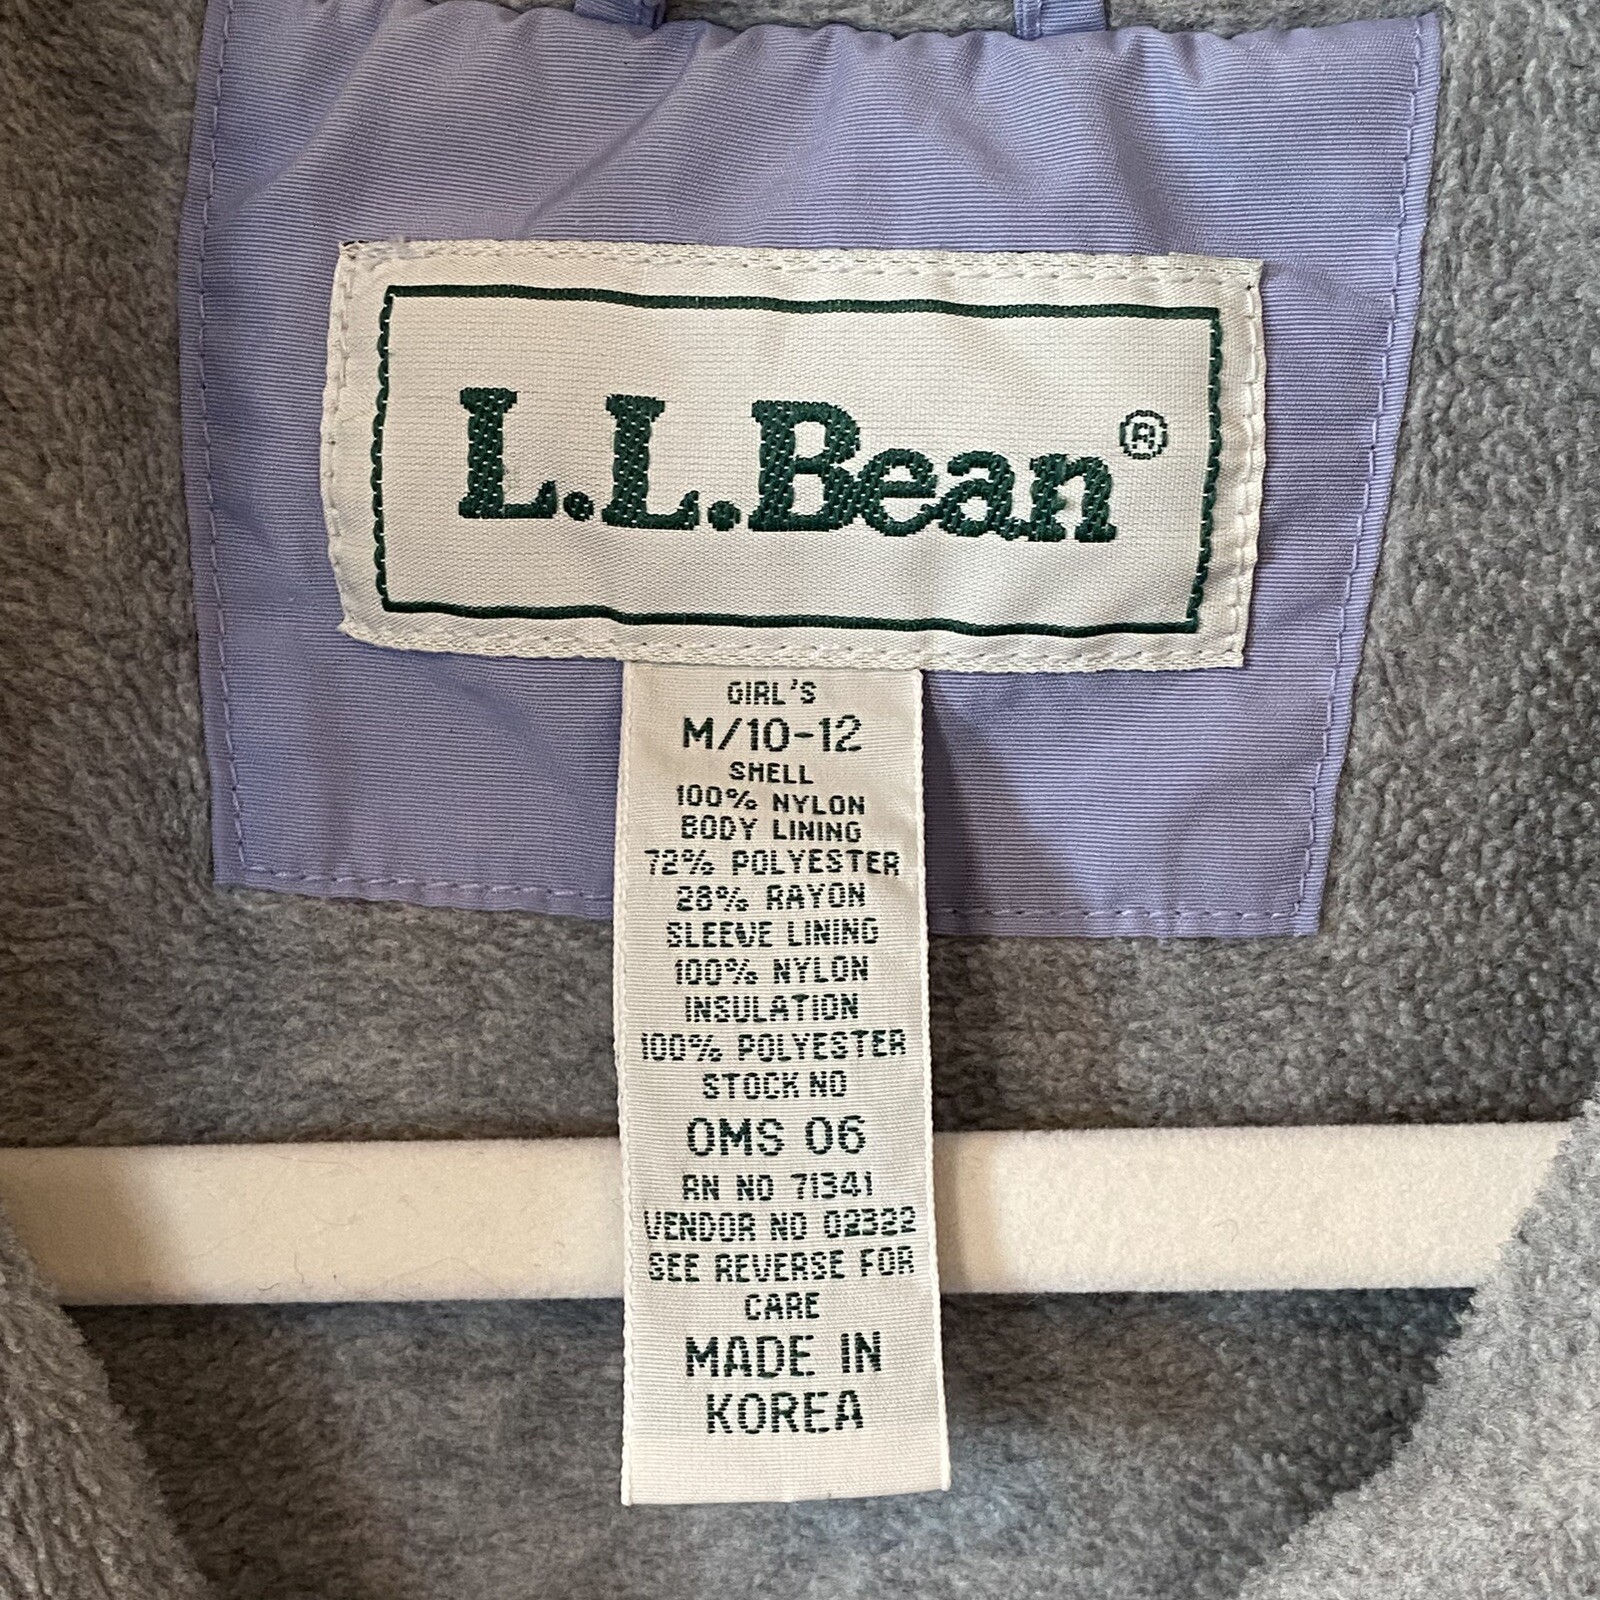 L.L.Bean®
GIRL'S
M/10-12
SHELL
100% NYLON
BODY LINING
72% POLYESTER
28% RAYON
SLEEVE LINING
100% NYLON
INSULATION
100% POLYESTER
STOCK NO
OMS 06
RN NO 71341
VENDOR NO 02322
SEE REVERSE FOR
CARE
MADE IN
KOREA